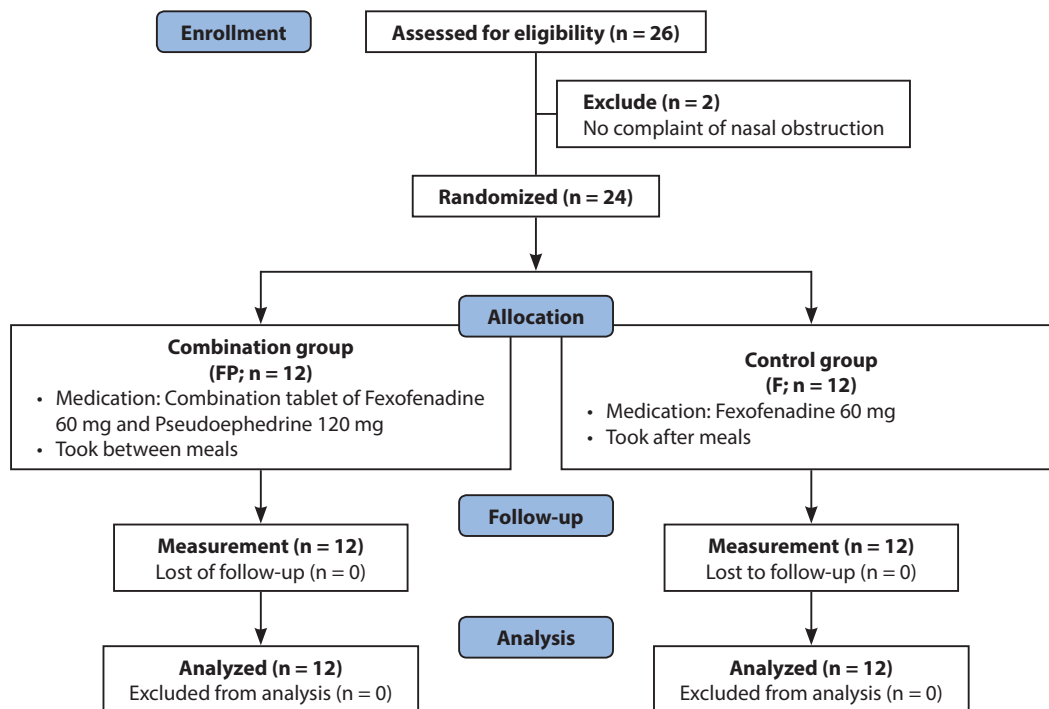 Enrollment
Assessed for eligibility (n = 26)
Exclude (n = 2)
No complaint of nasal obstruction
Randomized (n = 24)
Allocation
Combination group
(FP; n = 12)
• Medication: Combination tablet of Fexofenadine
60 mg and Pseudoephedrine 120 mg
• Took between meals
Control group
(F; n = 12)
• Medication: Fexofenadine 60 mg
• Took after meals
Follow-up
Measurement (n = 12)
Lost of follow-up (n = 0)
Measurement (n = 12)
Lost to follow-up (n = 0)
Analysis
Analyzed (n = 12)
Excluded from analysis (n = 0)
Analyzed (n = 12)
Excluded from analysis (n = 0)